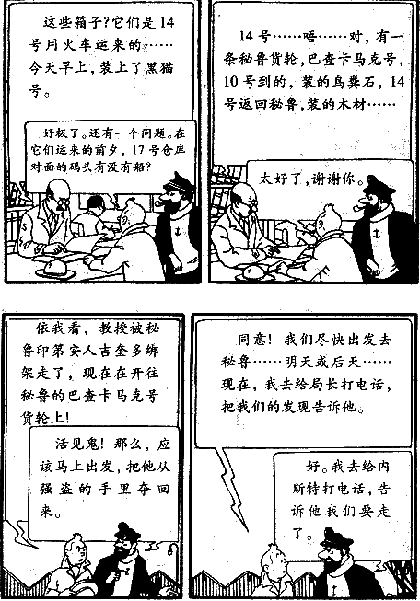 这些箱子？它们是 14
号用火车运来的……
今天早上，装上了黑猫
号。
好极了。还有一个问题。在
它们运来的前夕，17号仓库
对面的码头有没有船？
14 号……唔……对，有一
条秘鲁货轮，巴查卡马克号，
10 号到的，装的鸟粪石，14
号返回秘鲁，装的木材……
太好了，谢谢你。
依我看，教授被秘
鲁印第安人吉奎多绑
架走了，现在在开往
秘鲁的巴查卡马克号
货轮上！
活见鬼！那么，应
该马上出发，把他从
强盗的手里夺回
来。
同意！我们尽快出发去
秘鲁……明天或后天……
现在，我去给局长打电话，
把我们的发现告诉他。
好。我去给内
斯特打电话，告
诉他我们要走
了。